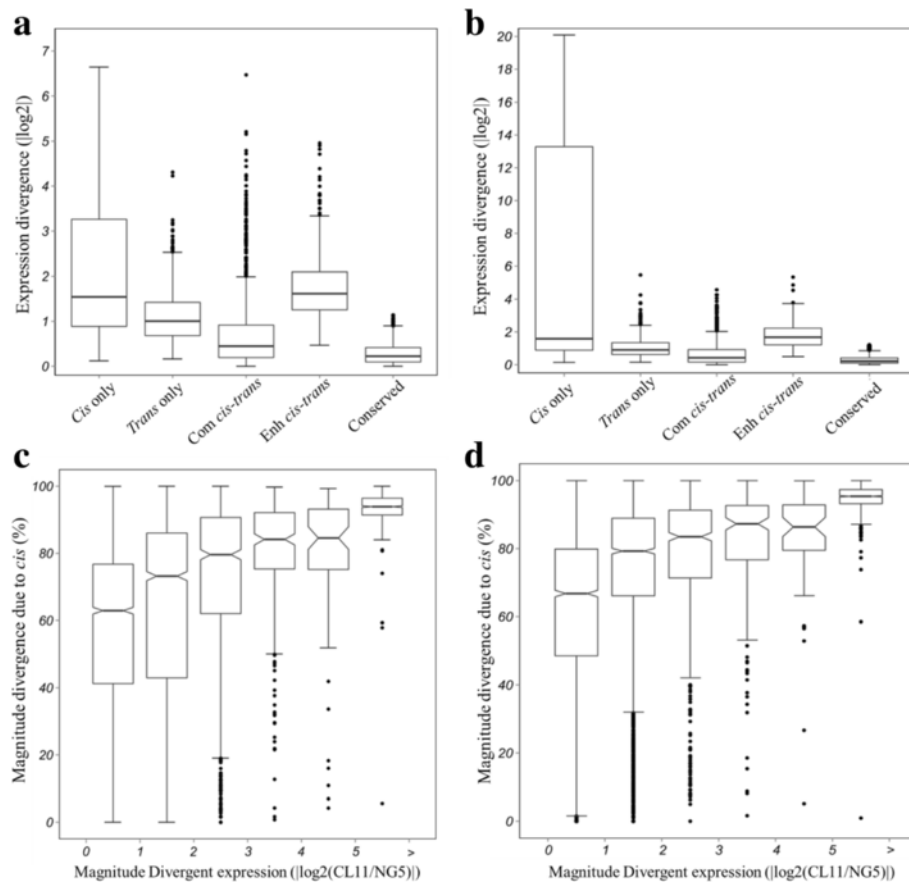 a
Expression divergence (|log2|)
7
6
5
4
3
2
1
0
Cis only
Trans only
Com cis-trans
Enh cis-trans
Conserved
b
Expression divergence (|log2|)
20
18
16
14
12
10
8
6
4
2
0
Cis only
Trans only
Com cis-trans
Enh cis-trans
Conserved
c
Magnitude divergence due to cis (%)
100
80
60
40
20
0
0 1 2 3 4 5 >
Magnitude Divergent expression (|log2(CL11/NG5)|)
d
Magnitude divergence due to cis (%)
100
80
60
40
20
0
0 1 2 3 4 5 >
Magnitude Divergent expression (|log2(CL11/NG5)|)